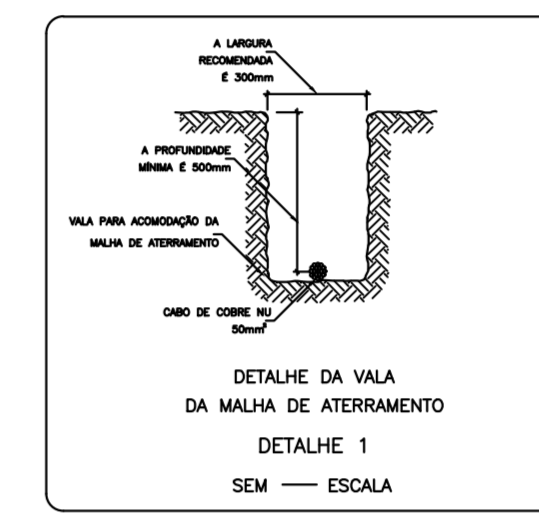 A LARGURA
RECOMENDADA
É 300mm
A PROFUNDIDADE
MÍNIMA É 500mm
VALA PARA ACOMODAÇÃO DA
MALHA DE ATERRAMENTO
CABO DE COBRE NU
50mm²
DETALHE DA VALA
DA MALHA DE ATERRAMENTO
DETALHE 1
SEM — ESCALA